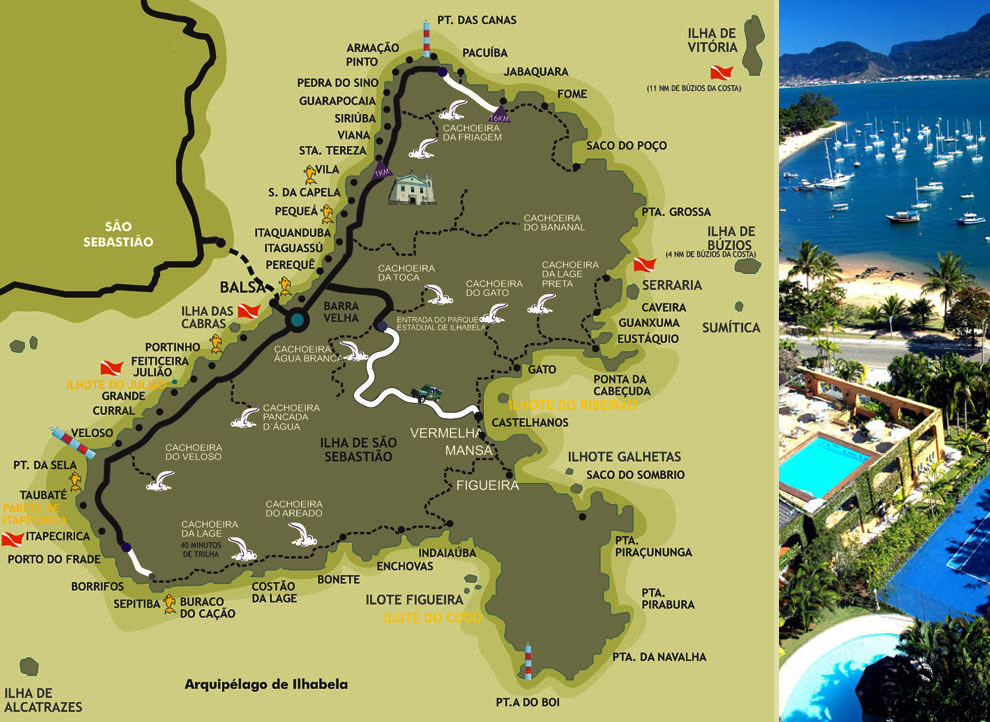 PT. DAS CANAS
ARMAÇÃO
PINTO
PACUÍBA
ILHA DE
VITÓRIA
(11 NM DE BÚZIOS DA COSTA)
PEDRA DO SINO
JABAQUARA
GUARAPOCAIA
FOME
SIRIÚBA
16KM
VIANA
CACHOEIRA
DA FRIAGEM
STA. TEREZA
SACO DO POÇO
VILA
1KM
S. DA CAPELA
PEQUEÁ
PTA. GROSSA
SÃO
SEBASTIÃO
ITAQUANDUBA
CACHOEIRA
DO BANANAL
ILHA DE
BÚZIOS
(4 NM DE BÚZIOS DA COSTA)
ITAGUASSÚ
PEREQUÊ
CACHOEIRA
DA TOCA
CACHOEIRA
DA LAGE
PRETA
BALSA
CACHOEIRA
DO GATO
SERRARIA
ILHA DAS
CABRAS
BARRA
VELHA
ENTRADA DO PARQUE
ESTADUAL DE ILHABELA
CAVEIRA
GUANXUMA
EUSTÁQUIO
SUMÍTICA
PORTINHO
FEITICEIRA
JULIÃO
CACHOEIRA
ÁGUA BRANCA
GATO
ILHOTE DO JULIÃO
GRANDE
CURRAL
PONTA DA
CABEÇUDA
ILHOTE DO RIBEIRÃO
CACHOEIRA
PANCADA
D´ÁGUA
CASTELHANOS
VELOSO
VERMELHA
MANSA
ILHA DE SÃO
SEBASTIÃO
CACHOEIRA
DO VELOSO
ILHOTE GALHETAS
PT. DA SELA
FIGUEIRA
SACO DO SOMBRIO
TAUBATÉ
PAREDE DE
ITAPECIRICA
CACHOEIRA
DO AREADO
CACHOEIRA
DA LAGE
40 MINUTOS
DE TRILHA
ITAPECIRICA
PTA.
PIRAÇUNUNGA
PORTO DO FRADE
INDAIAÚBA
ENCHOVAS
BORRIFOS
BONETE
COSTÃO
DA LAGE
PTA.
PIRABURA
SEPITIBA
BURACO
DO CAÇÃO
ILOTE FIGUEIRA
ILOTE DO CODÓ
PTA. DA NAVALHA
ILHA DE
ALCATRAZES
Arquipélago de Ilhabela
PT.A DO BOI